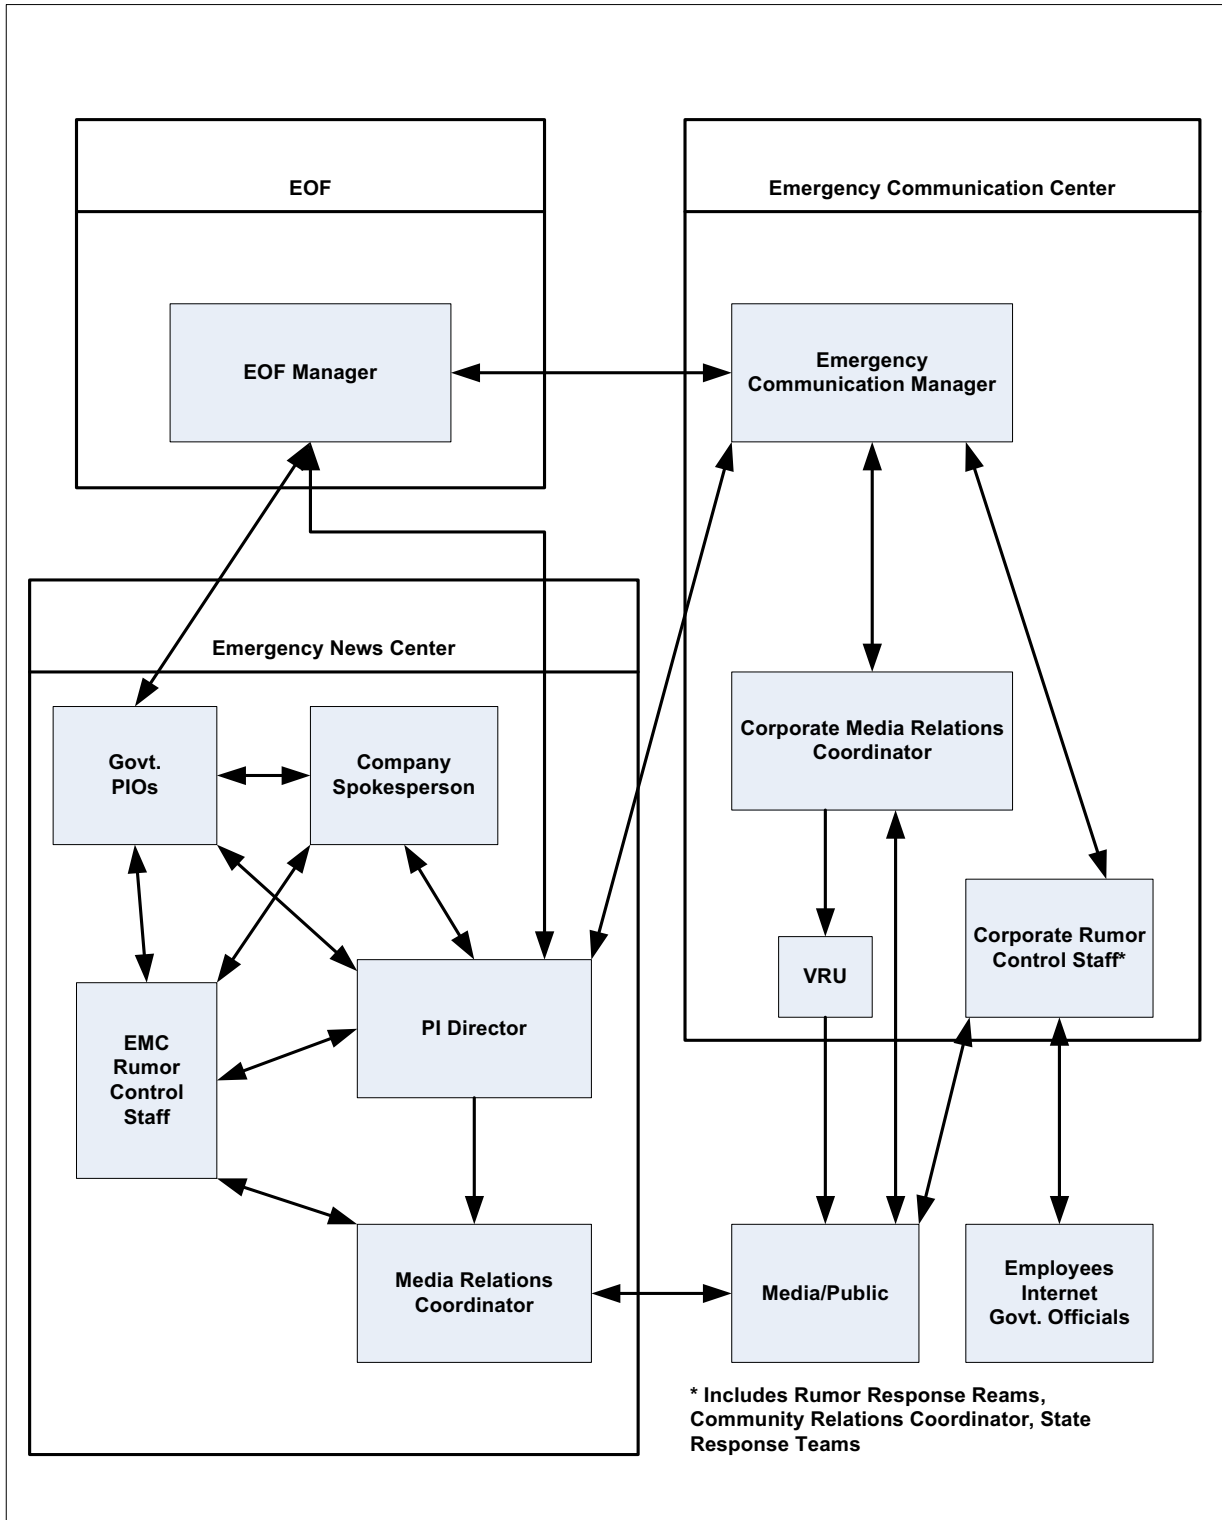 EOF
Emergency Communication Center
EOF Manager
Emergency
Communication Manager
Emergency News Center
Govt.
PIOs
Company
Spokesperson
Corporate Media Relations
Coordinator
Corporate Rumor
Control Staff*
VRU
PI Director
EMC
Rumor
Control
Staff
Media Relations
Coordinator
Media/Public
Employees
Internet
Govt. Officials
* Includes Rumor Response Reams,
Community Relations Coordinator, State
Response Teams